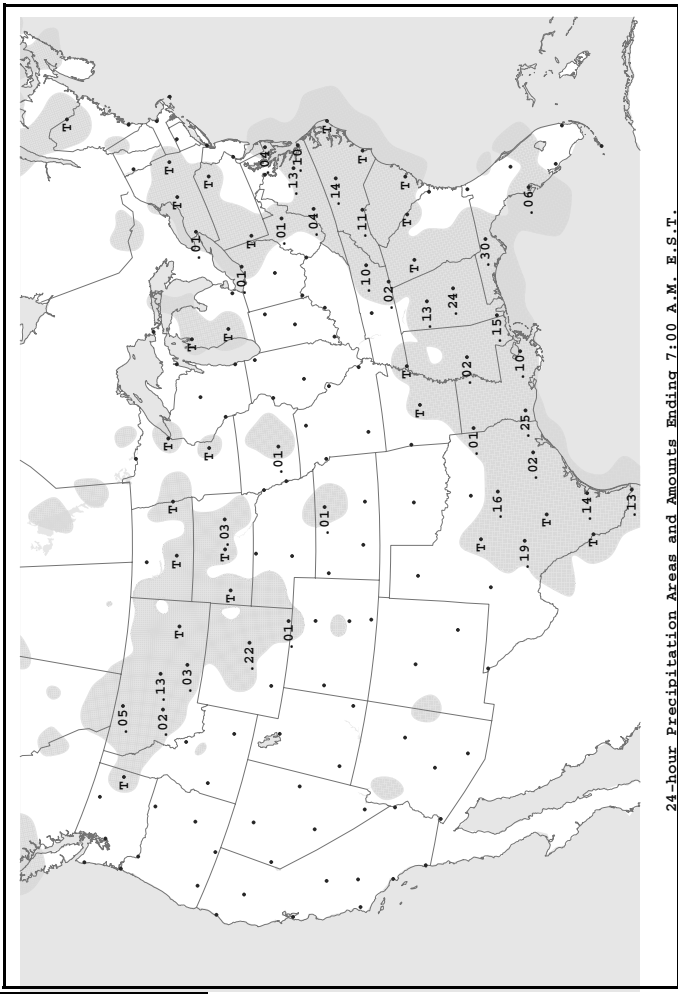 T
.05
T
.02 .13
T
T
T
T
T
T
.03
T
.01
T
T
T .03
T
T
.01
.22
T
.04
.01
.01
.01
.13 .10
.04
.01
T
.14
.11
T
.10
.02
T
T
T
T
T
.13
.24
.02
.01
T
.30
.15
.16
.10
.19
.25
.06
.02
T
.14
T
.13
24-hour Precipitation Areas and Amounts Ending 7:00 A.M. E.S.T.